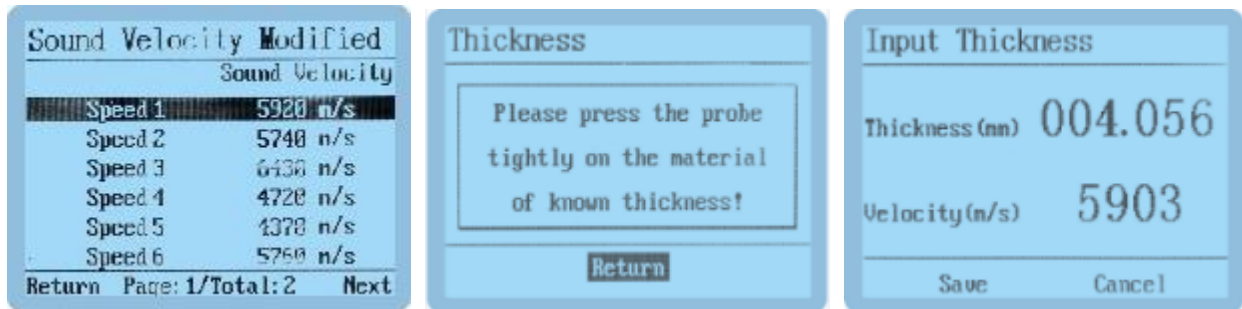 Sound Velocity Modified
Sound Velocity
Speed 1 5920 m/s
Speed 2 5740 m/s
Speed 3 m/s
Speed 4 4720 m/s
Speed 5 m/s
Speed 6 5760 m/s
Return Page: 1/Total: 2 Next
Thickness
Please press the probe
tightly on the material
of known thickness!
Return
Input Thickness
Thickness(mm) 004.056
Velocity(m/s) 5903
Save Cancel